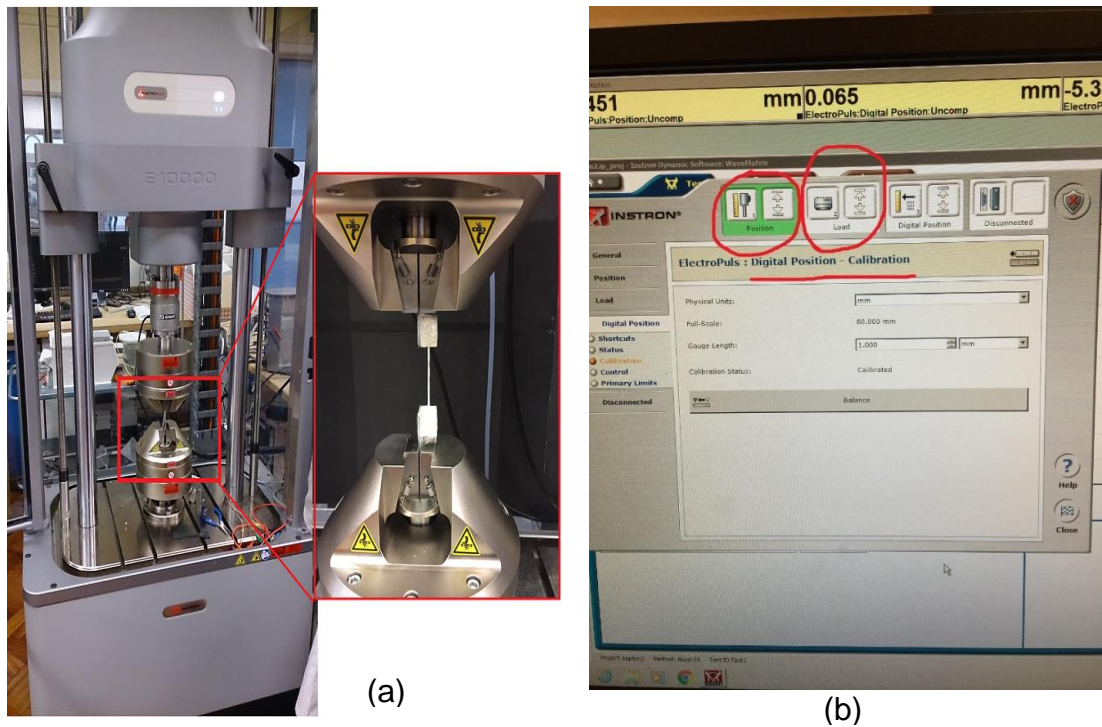 E10000
(a)
451 mm
0.065 mm
-5.3
Puls:Position:Uncomp
ElectroPuls:Digital Position:Uncomp
Instron Dynamic Software: WaveMatrix
INSTRON®
Position
Load
Digital Position
Disconnected
General
Position
Load
Digital Position
Shortcuts
Status
Calibration
Control
Primary Limits
Disconnected
ElectroPuls : Digital Position - Calibration
Physical Units: mm
Full-Scale: 60.000 mm
Gauge Length: 1.000 mm
Calibration Status: Calibrated
Balance
?
Help
Close
(b)